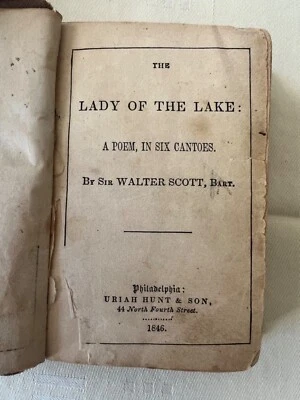 THE
LADY OF THE LAKE:
A POEM, IN SIX CANTOES.
BY SIR WALTER SCOTT, BART.
Philadelphia:
URIAH HUNT & SON,
44 North Fourth Street.
1846.